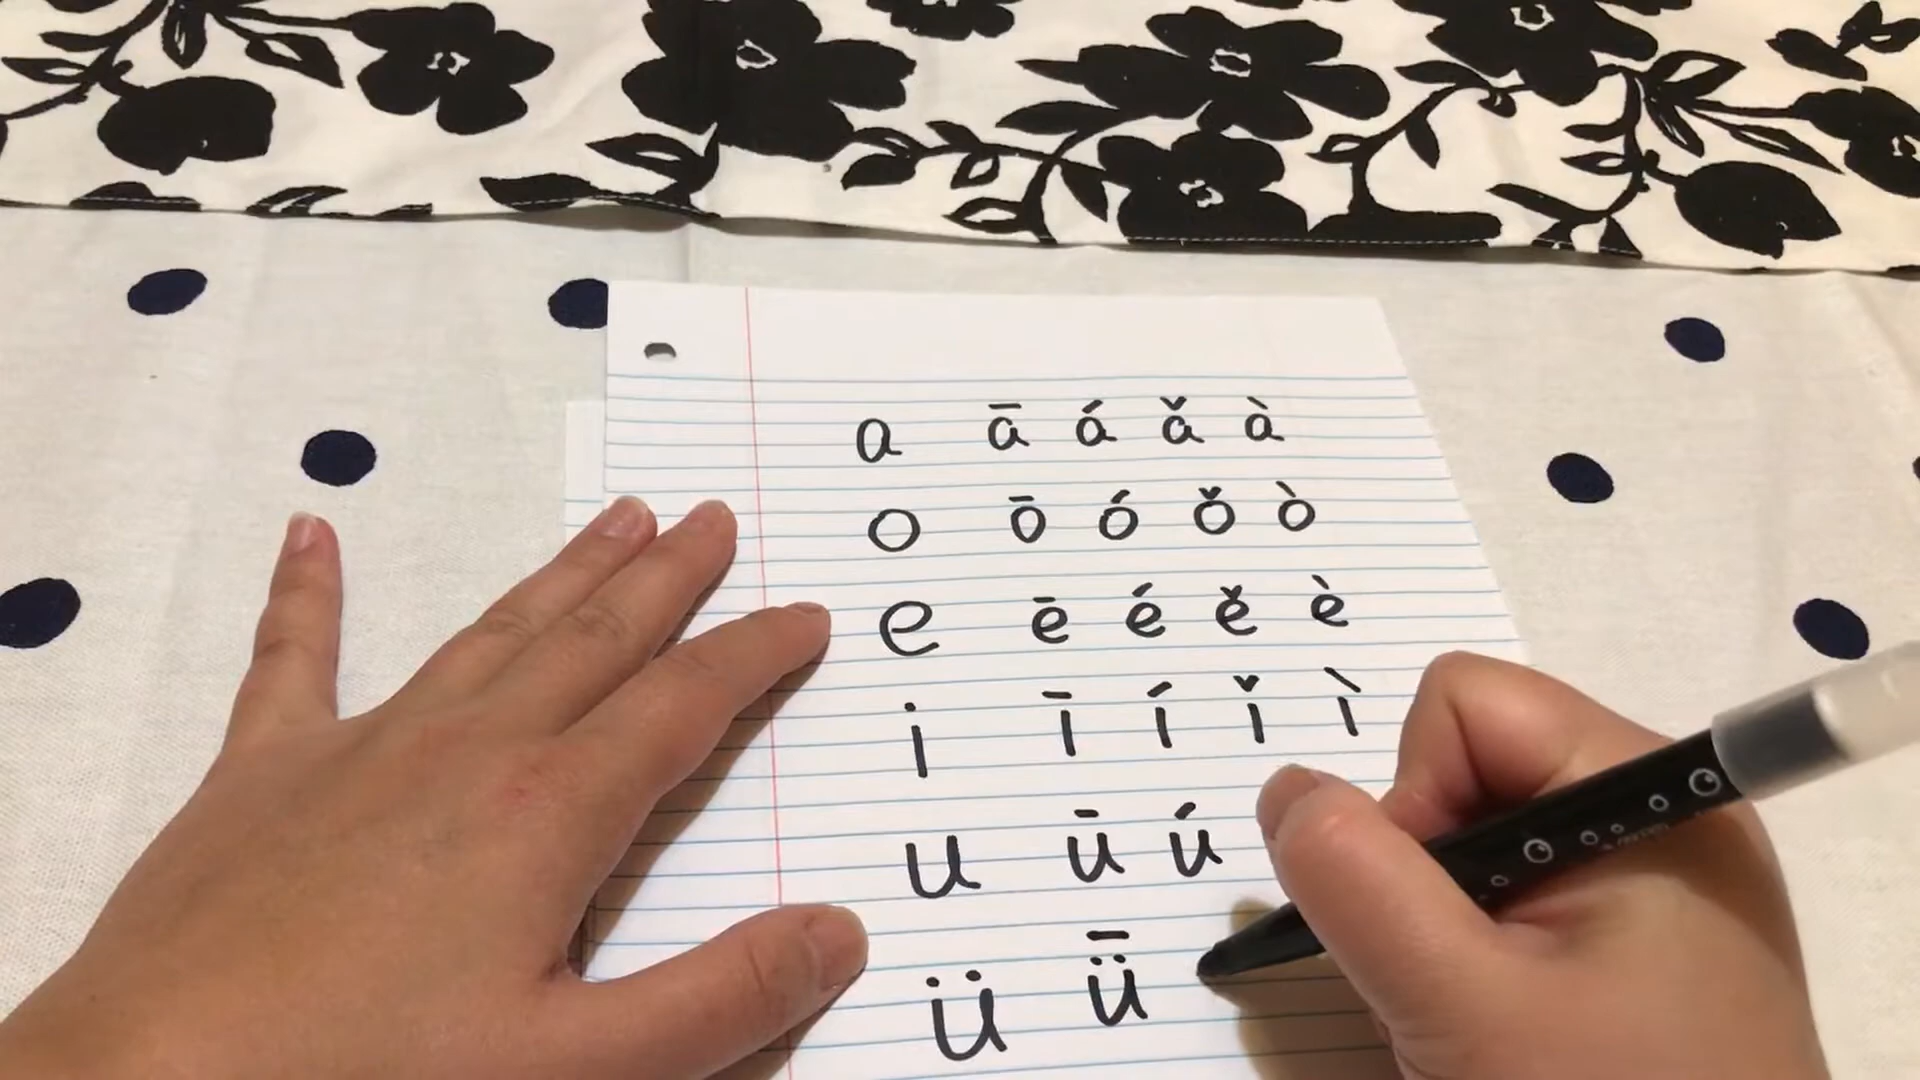 a ā á ǎ à
o ō ó ǒ ò
e ē é ě è
i ī í ǐ ì
u ū ú
ü ǖ